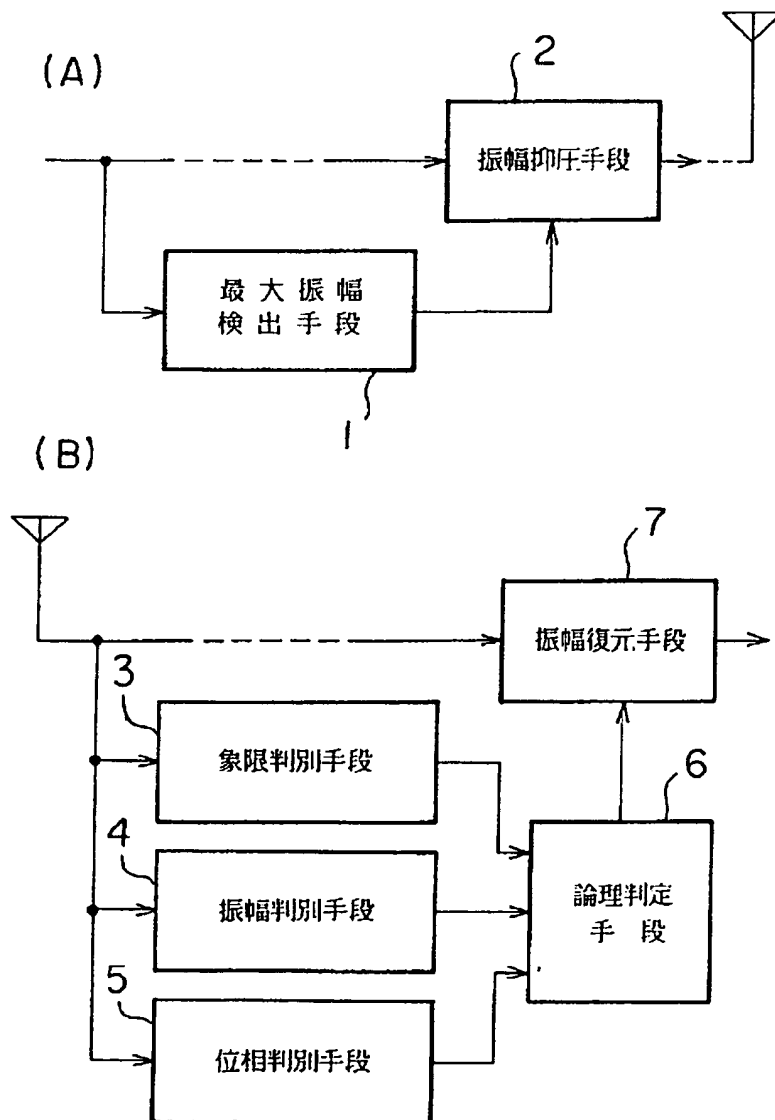 (A)
2
振幅抑圧手段
最大振幅
検出手段
1
(B)
7
振幅復元手段
3
象限判別手段
6
4
振幅判別手段
論理判定
手段
5
位相判別手段